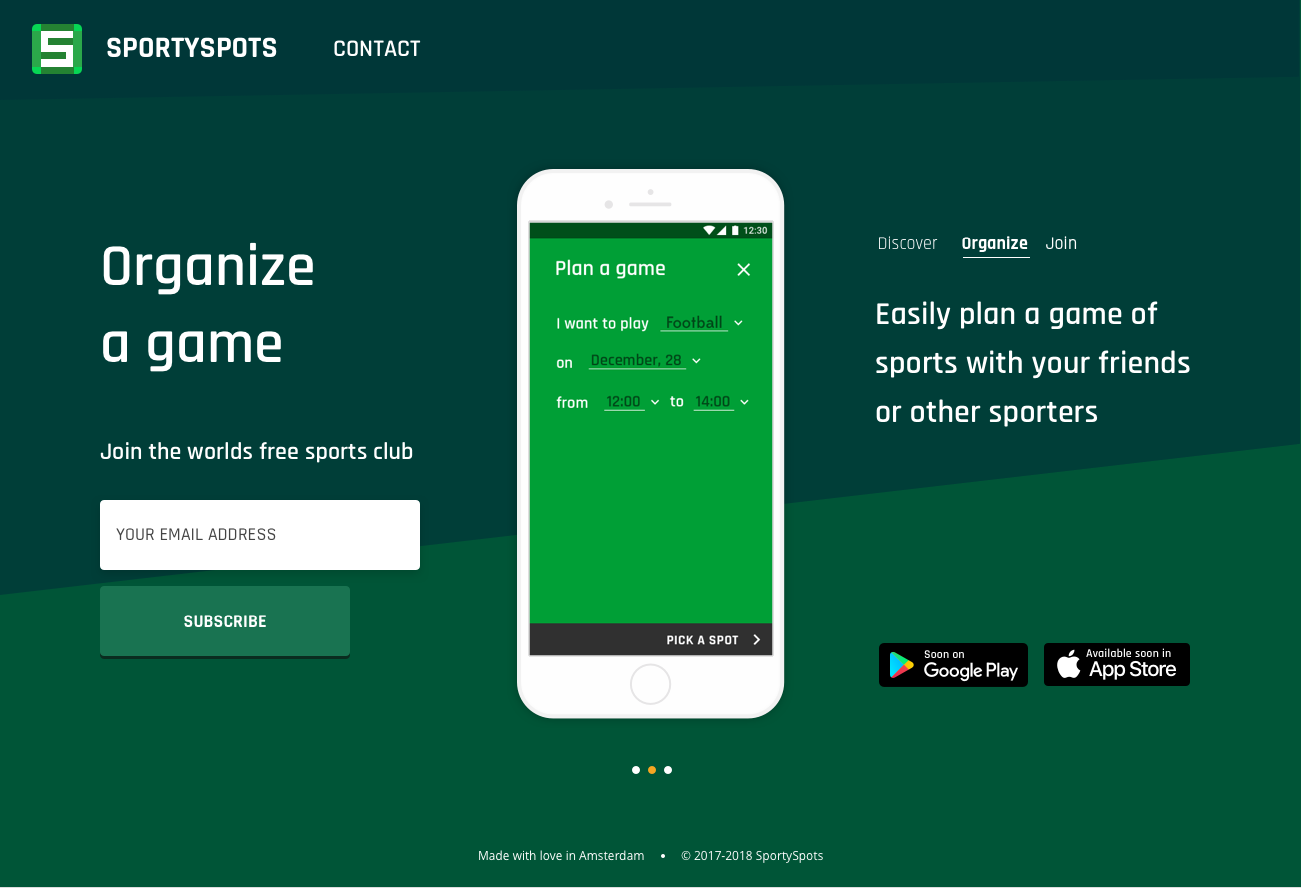 SPORTYSPOTS
CONTACT
Organize
a game
Join the worlds free sports club
YOUR EMAIL ADDRESS
SUBSCRIBE
12:30
Plan a game
I want to play Football
on December, 28
from 12:00 to 14:00
PICK A SPOT
Discover Organize Join
Easily plan a game of
sports with your friends
or other sporters
Soon on
Google Play
Available soon in
App Store
Made with love in Amsterdam • © 2017-2018 SportySpots